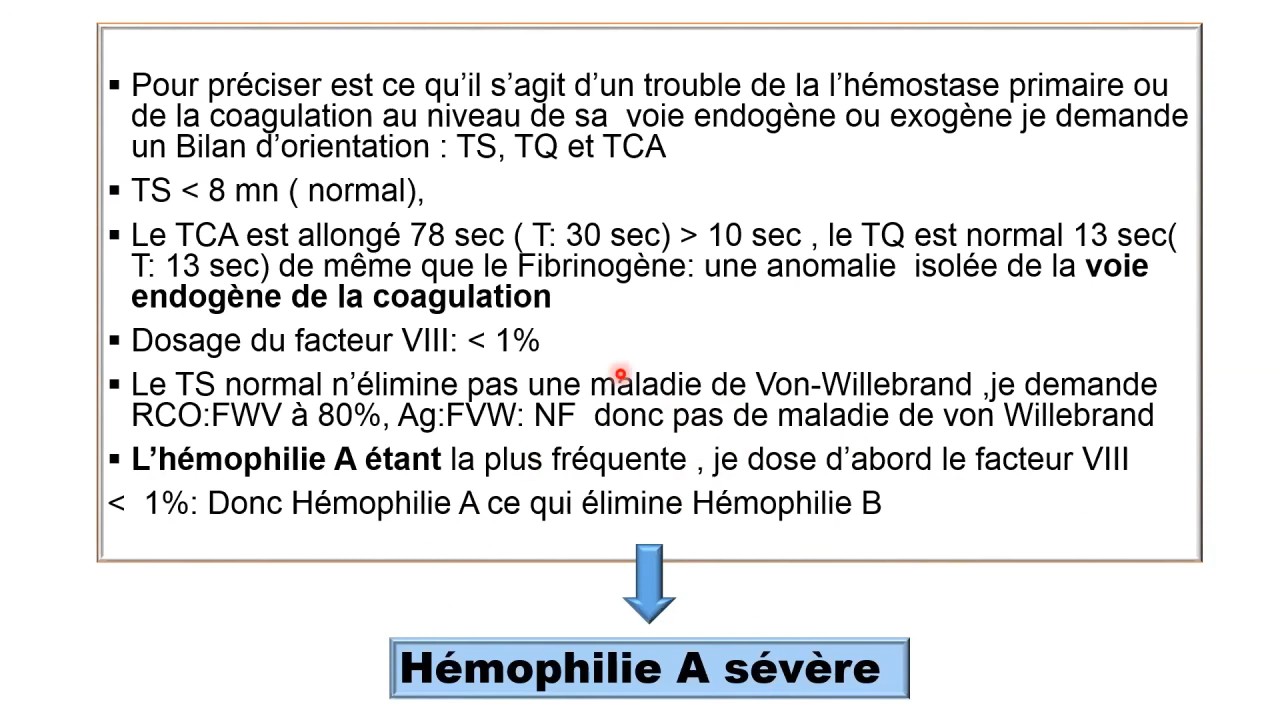 ▪ Pour préciser est ce qu’il s’agit d’un trouble de la l’hémostase primaire ou
de la coagulation au niveau de sa voie endogène ou exogène je demande
un Bilan d’orientation : TS, TQ et TCA
▪ TS < 8 mn ( normal),
▪ Le TCA est allongé 78 sec ( T: 30 sec) > 10 sec , le TQ est normal 13 sec(
T: 13 sec) de même que le Fibrinogène: une anomalie isolée de la voie
endogène de la coagulation
▪ Dosage du facteur VIII: < 1%
▪ Le TS normal n’élimine pas une maladie de Von-Willebrand ,je demande
RCO:FWV à 80%, Ag:FVW: NF donc pas de maladie de von Willebrand
▪ L’hémophilie A étant la plus fréquente , je dose d’abord le facteur VIII
< 1%: Donc Hémophilie A ce qui élimine Hémophilie B
Hémophilie A sévère